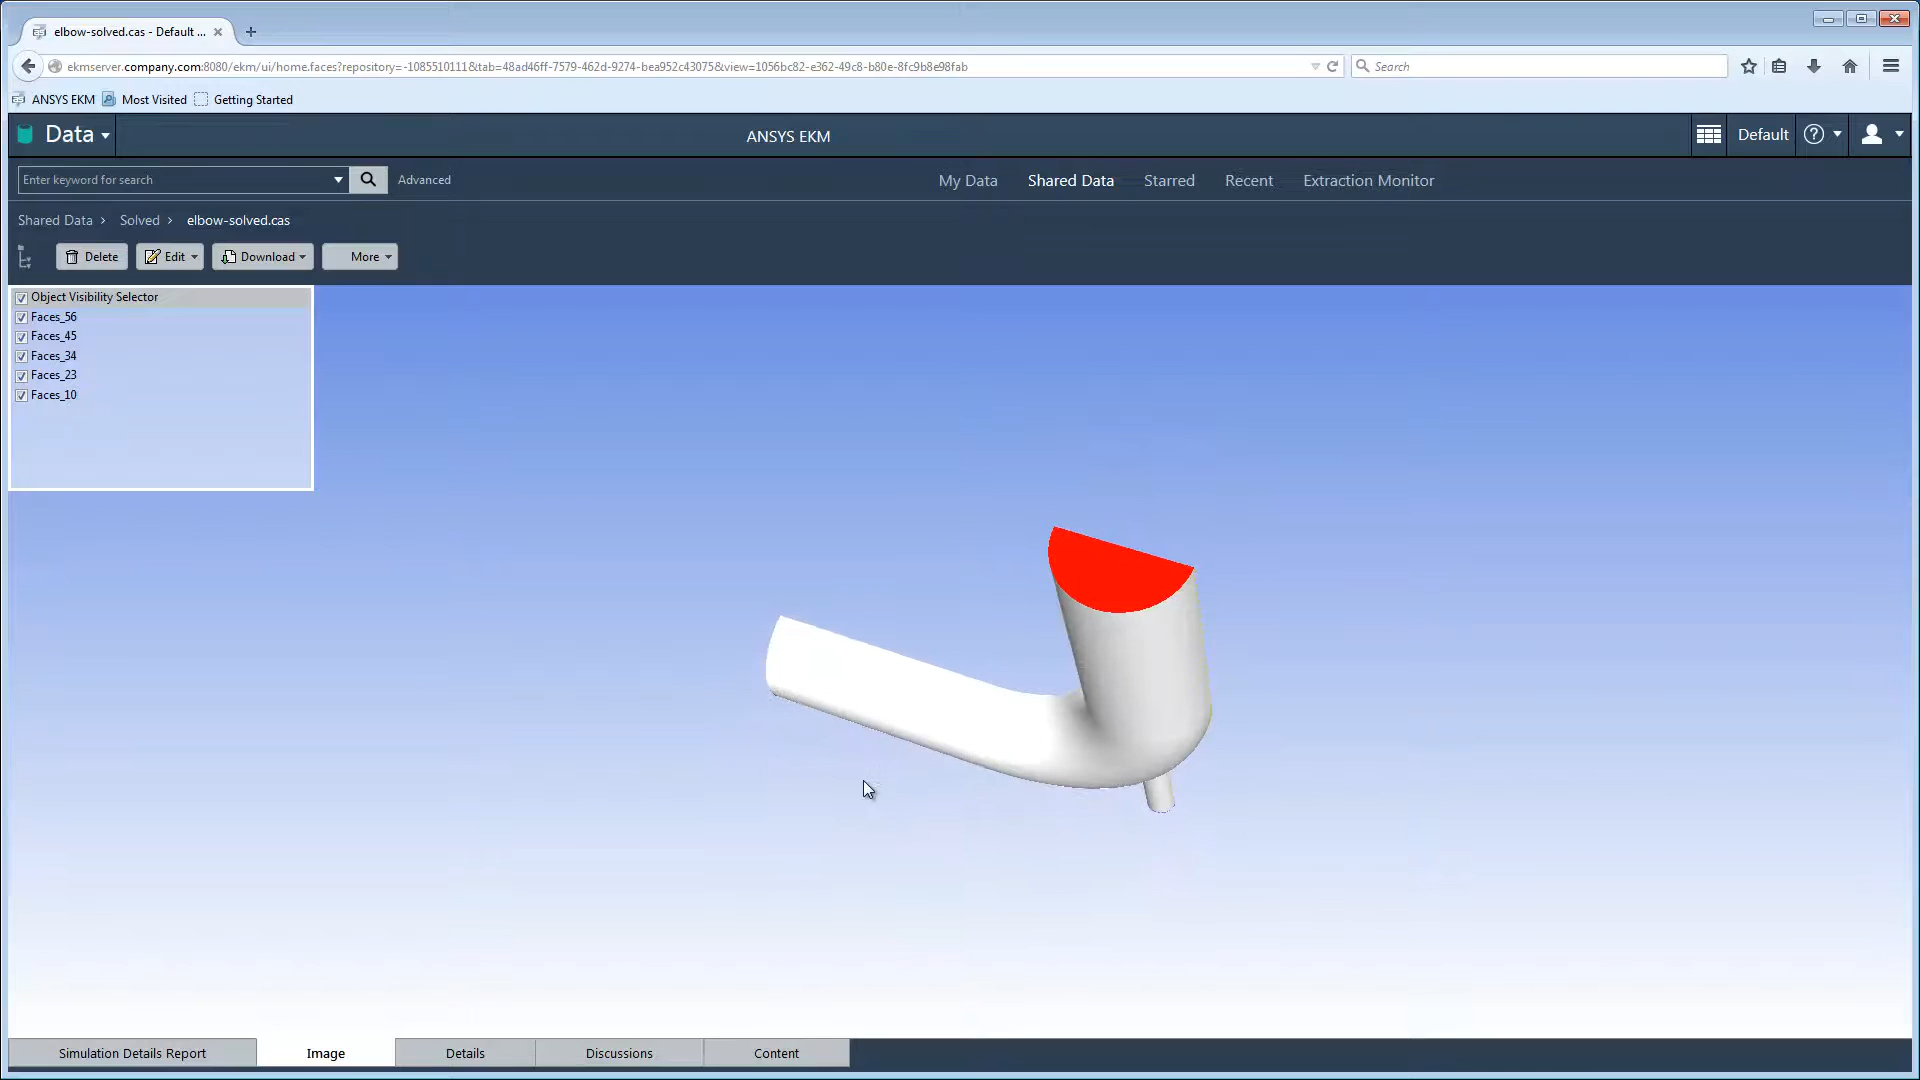 elbow-solved.cas - Default ...
ekmserver.company.com:8080/ekm/ui/home.faces?repository=-1085510111&tab=48ad46ff-7579-462d-9274-bea952c43075&view=1056bc82-e362-49c8-b80e-8fc9b8e98fab
Search
ANSYS EKM Most Visited Getting Started
Data ANSYS EKM Default
Enter keyword for search Advanced My Data Shared Data Starred Recent Extraction Monitor
Shared Data > Solved > elbow-solved.cas
Delete Edit Download More
Object Visibility Selector
Faces_56
Faces_45
Faces_34
Faces_23
Faces_10
Simulation Details Report Image Details Discussions Content